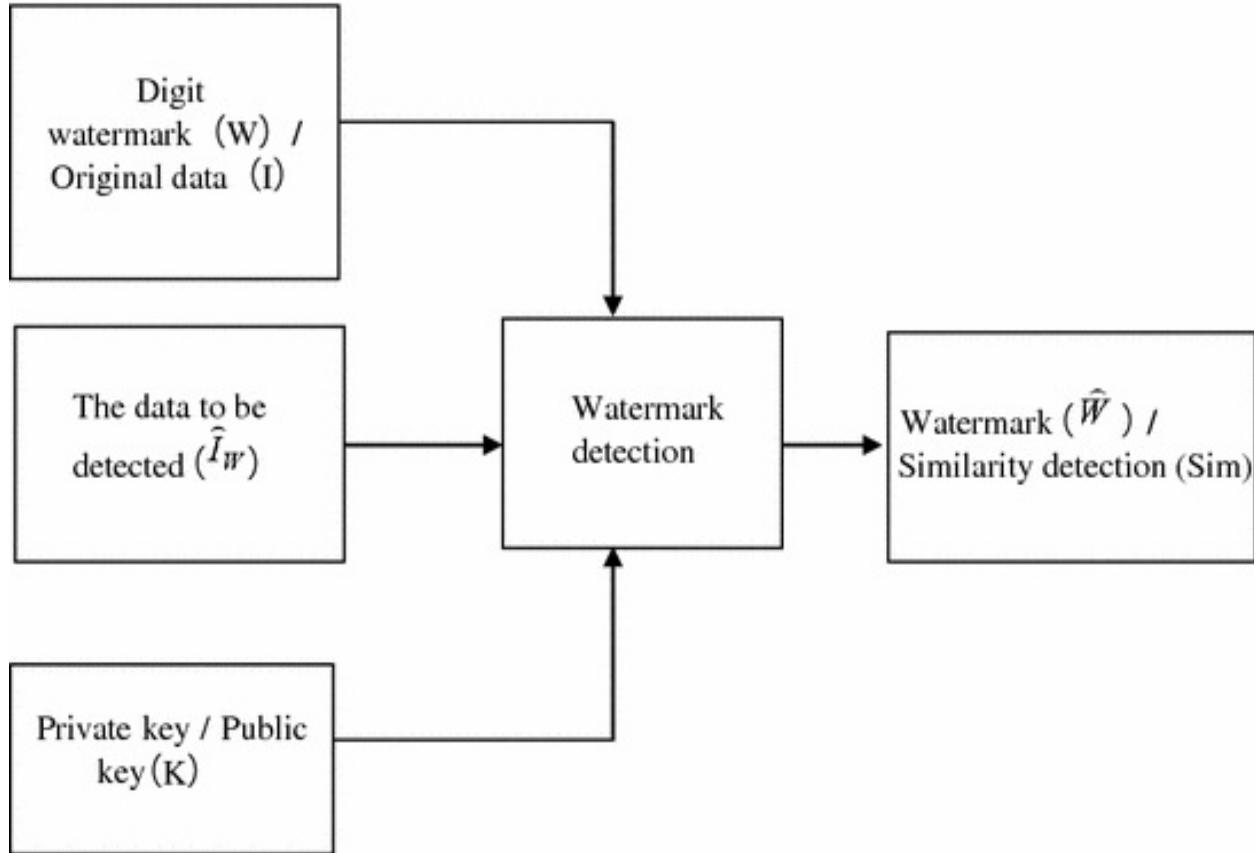 Digit
watermark (W) /
Original data (I)
The data to be
detected (Î_W)
Watermark
detection
Watermark (Ŵ) /
Similarity detection (Sim)
Private key / Public
key(K)